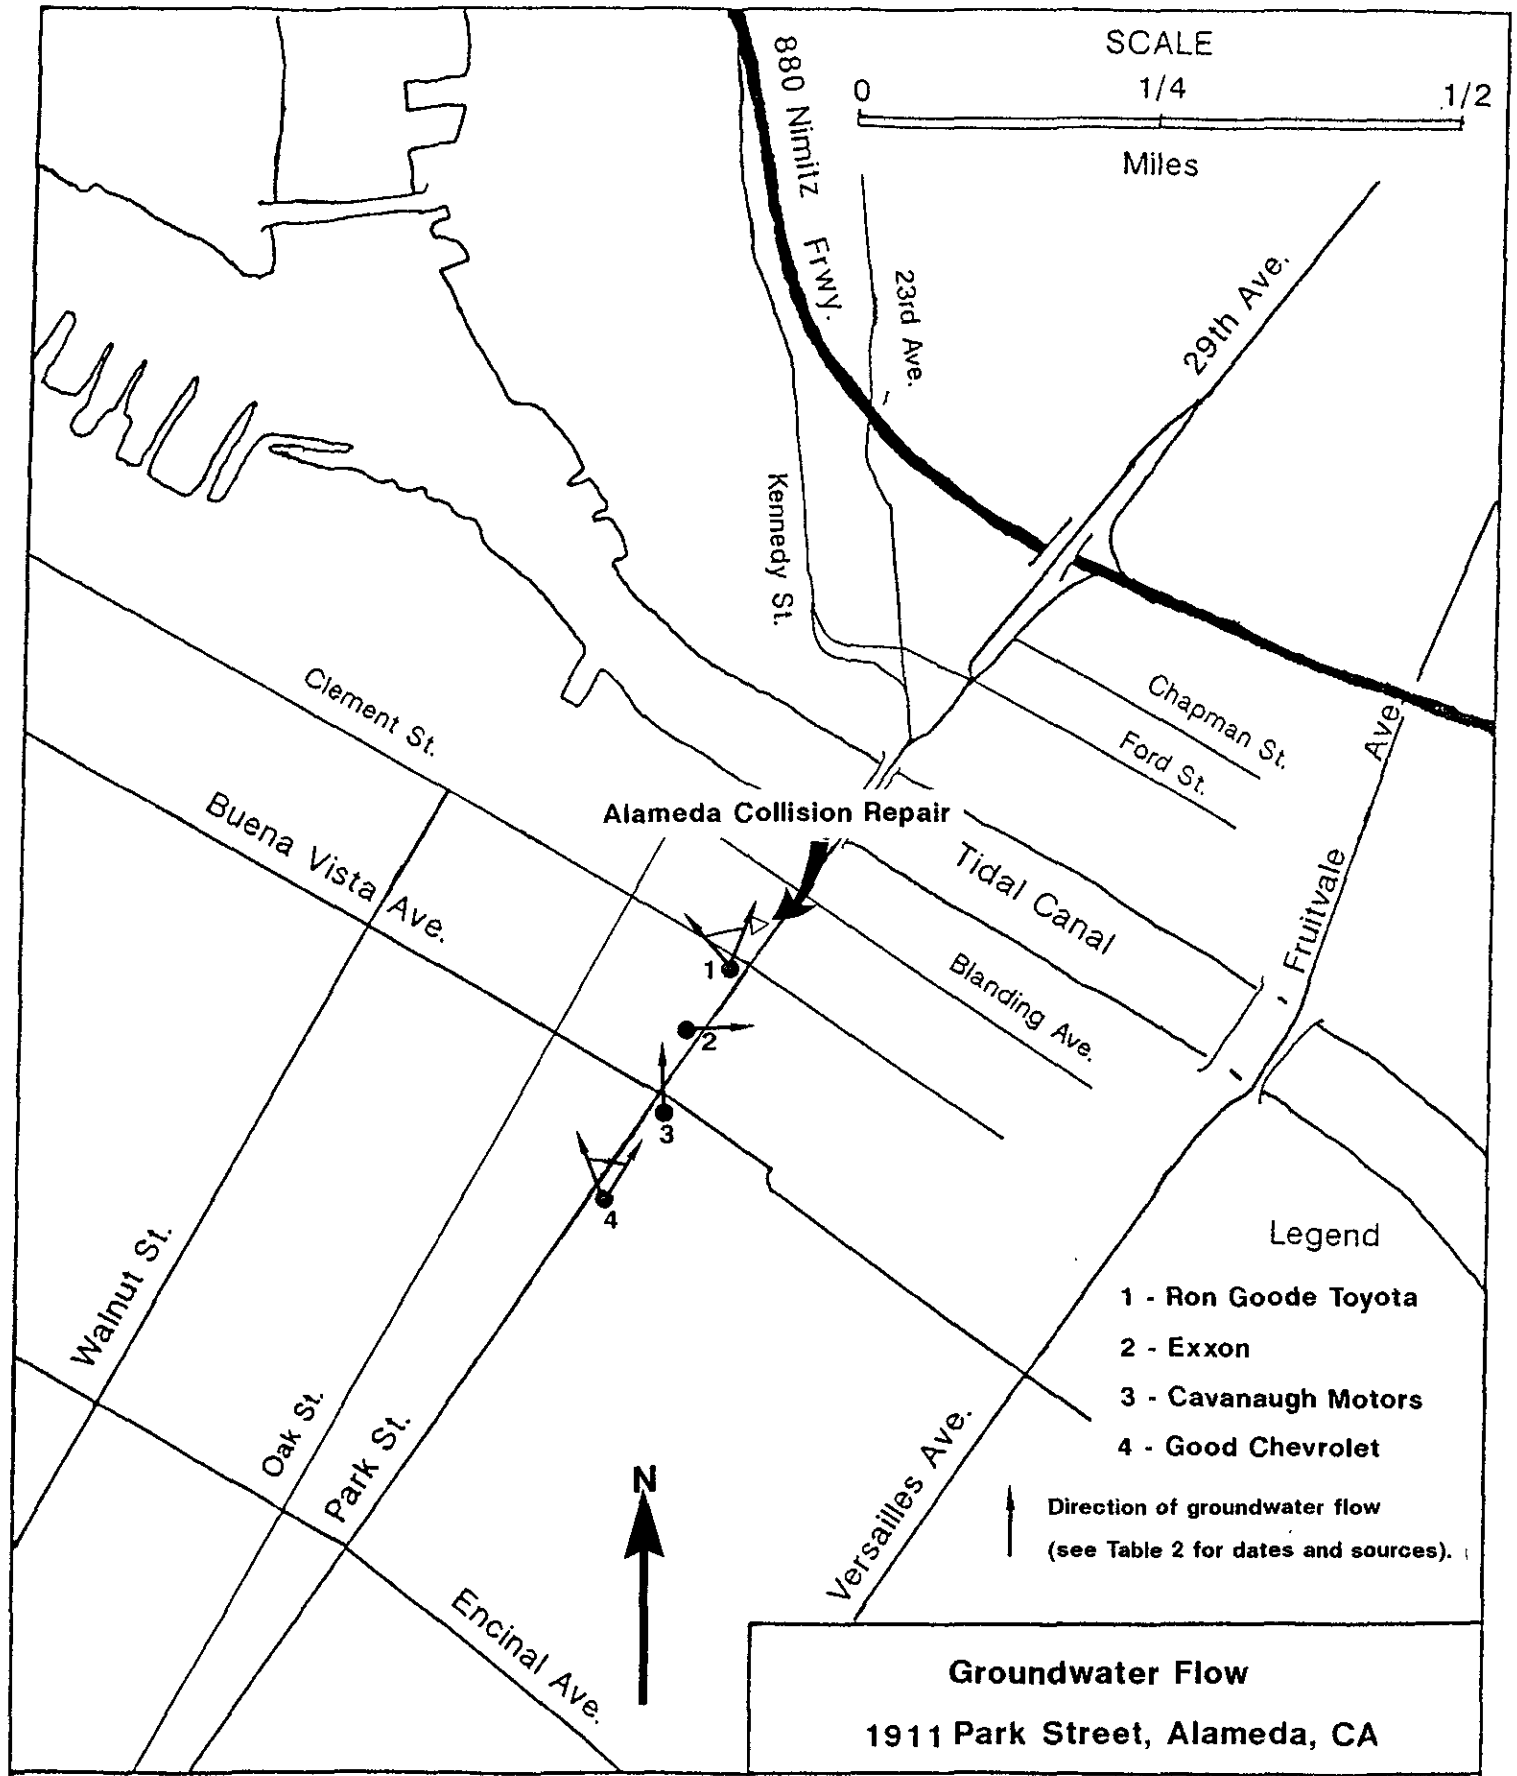 SCALE
0 1/4 1/2
Miles
880 Nimitz Frwy.
23rd Ave.
29th Ave.
Kennedy St.
Clement St.
Chapman St.
Ford St.
Buena Vista Ave.
Alameda Collision Repair
Tidal Canal
Fruitvale Ave.
Blanding Ave.
1
2
3
4
Walnut St.
Oak St.
Park St.
Versailles Ave.
Encinal Ave.
N
Legend
1 - Ron Goode Toyota
2 - Exxon
3 - Cavanaugh Motors
4 - Good Chevrolet
Direction of groundwater flow
(see Table 2 for dates and sources).
Groundwater Flow
1911 Park Street, Alameda, CA